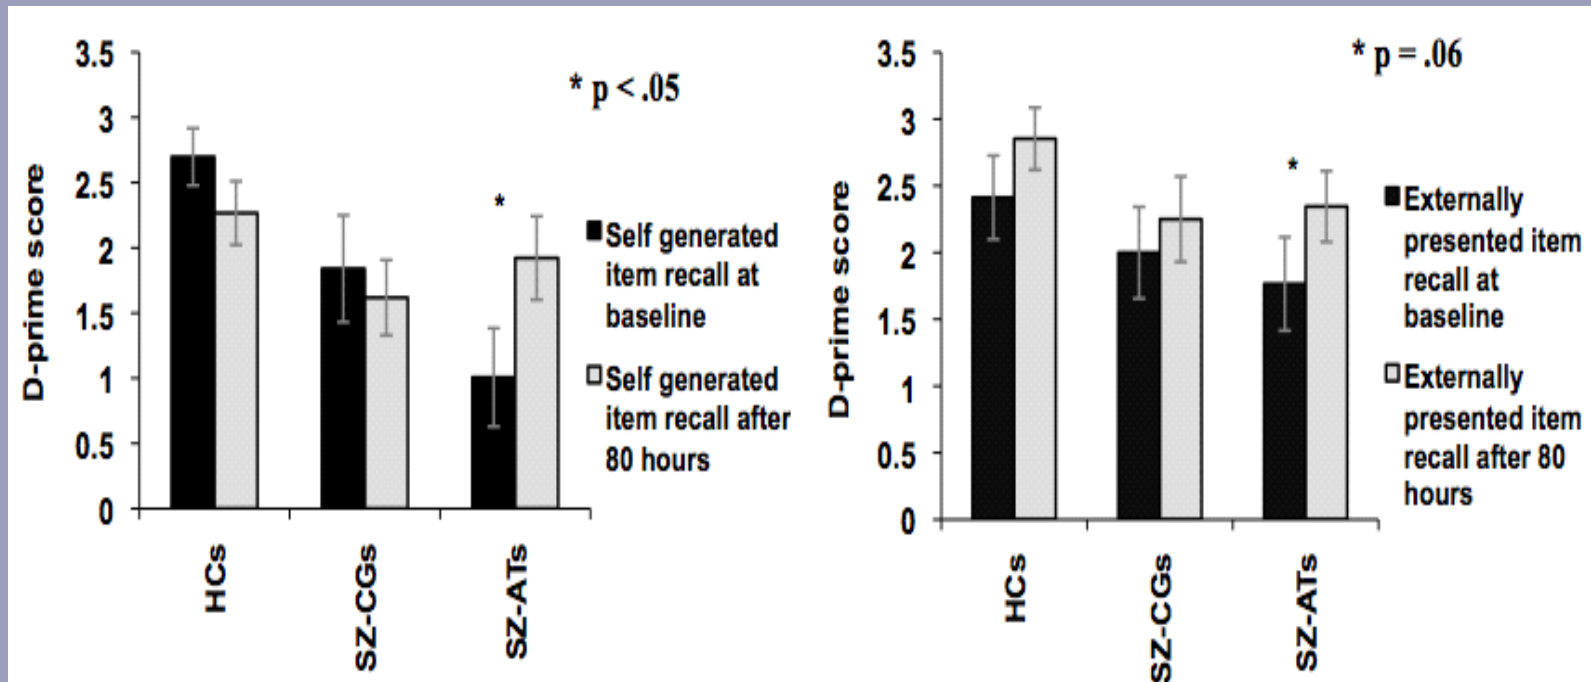 3.5
3
2.5
2
1.5
1
0.5
0
D-prime score
* p < .05
*
HCs
SZ-CGs
SZ-ATs
Self generated
item recall at
baseline
Self generated
item recall after
80 hours
3.5
3
2.5
2
1.5
1
0.5
0
D-prime score
* p = .06
*
HCs
SZ-CGs
SZ-ATs
Externally
presented item
recall at
baseline
Externally
presented item
recall after 80
hours